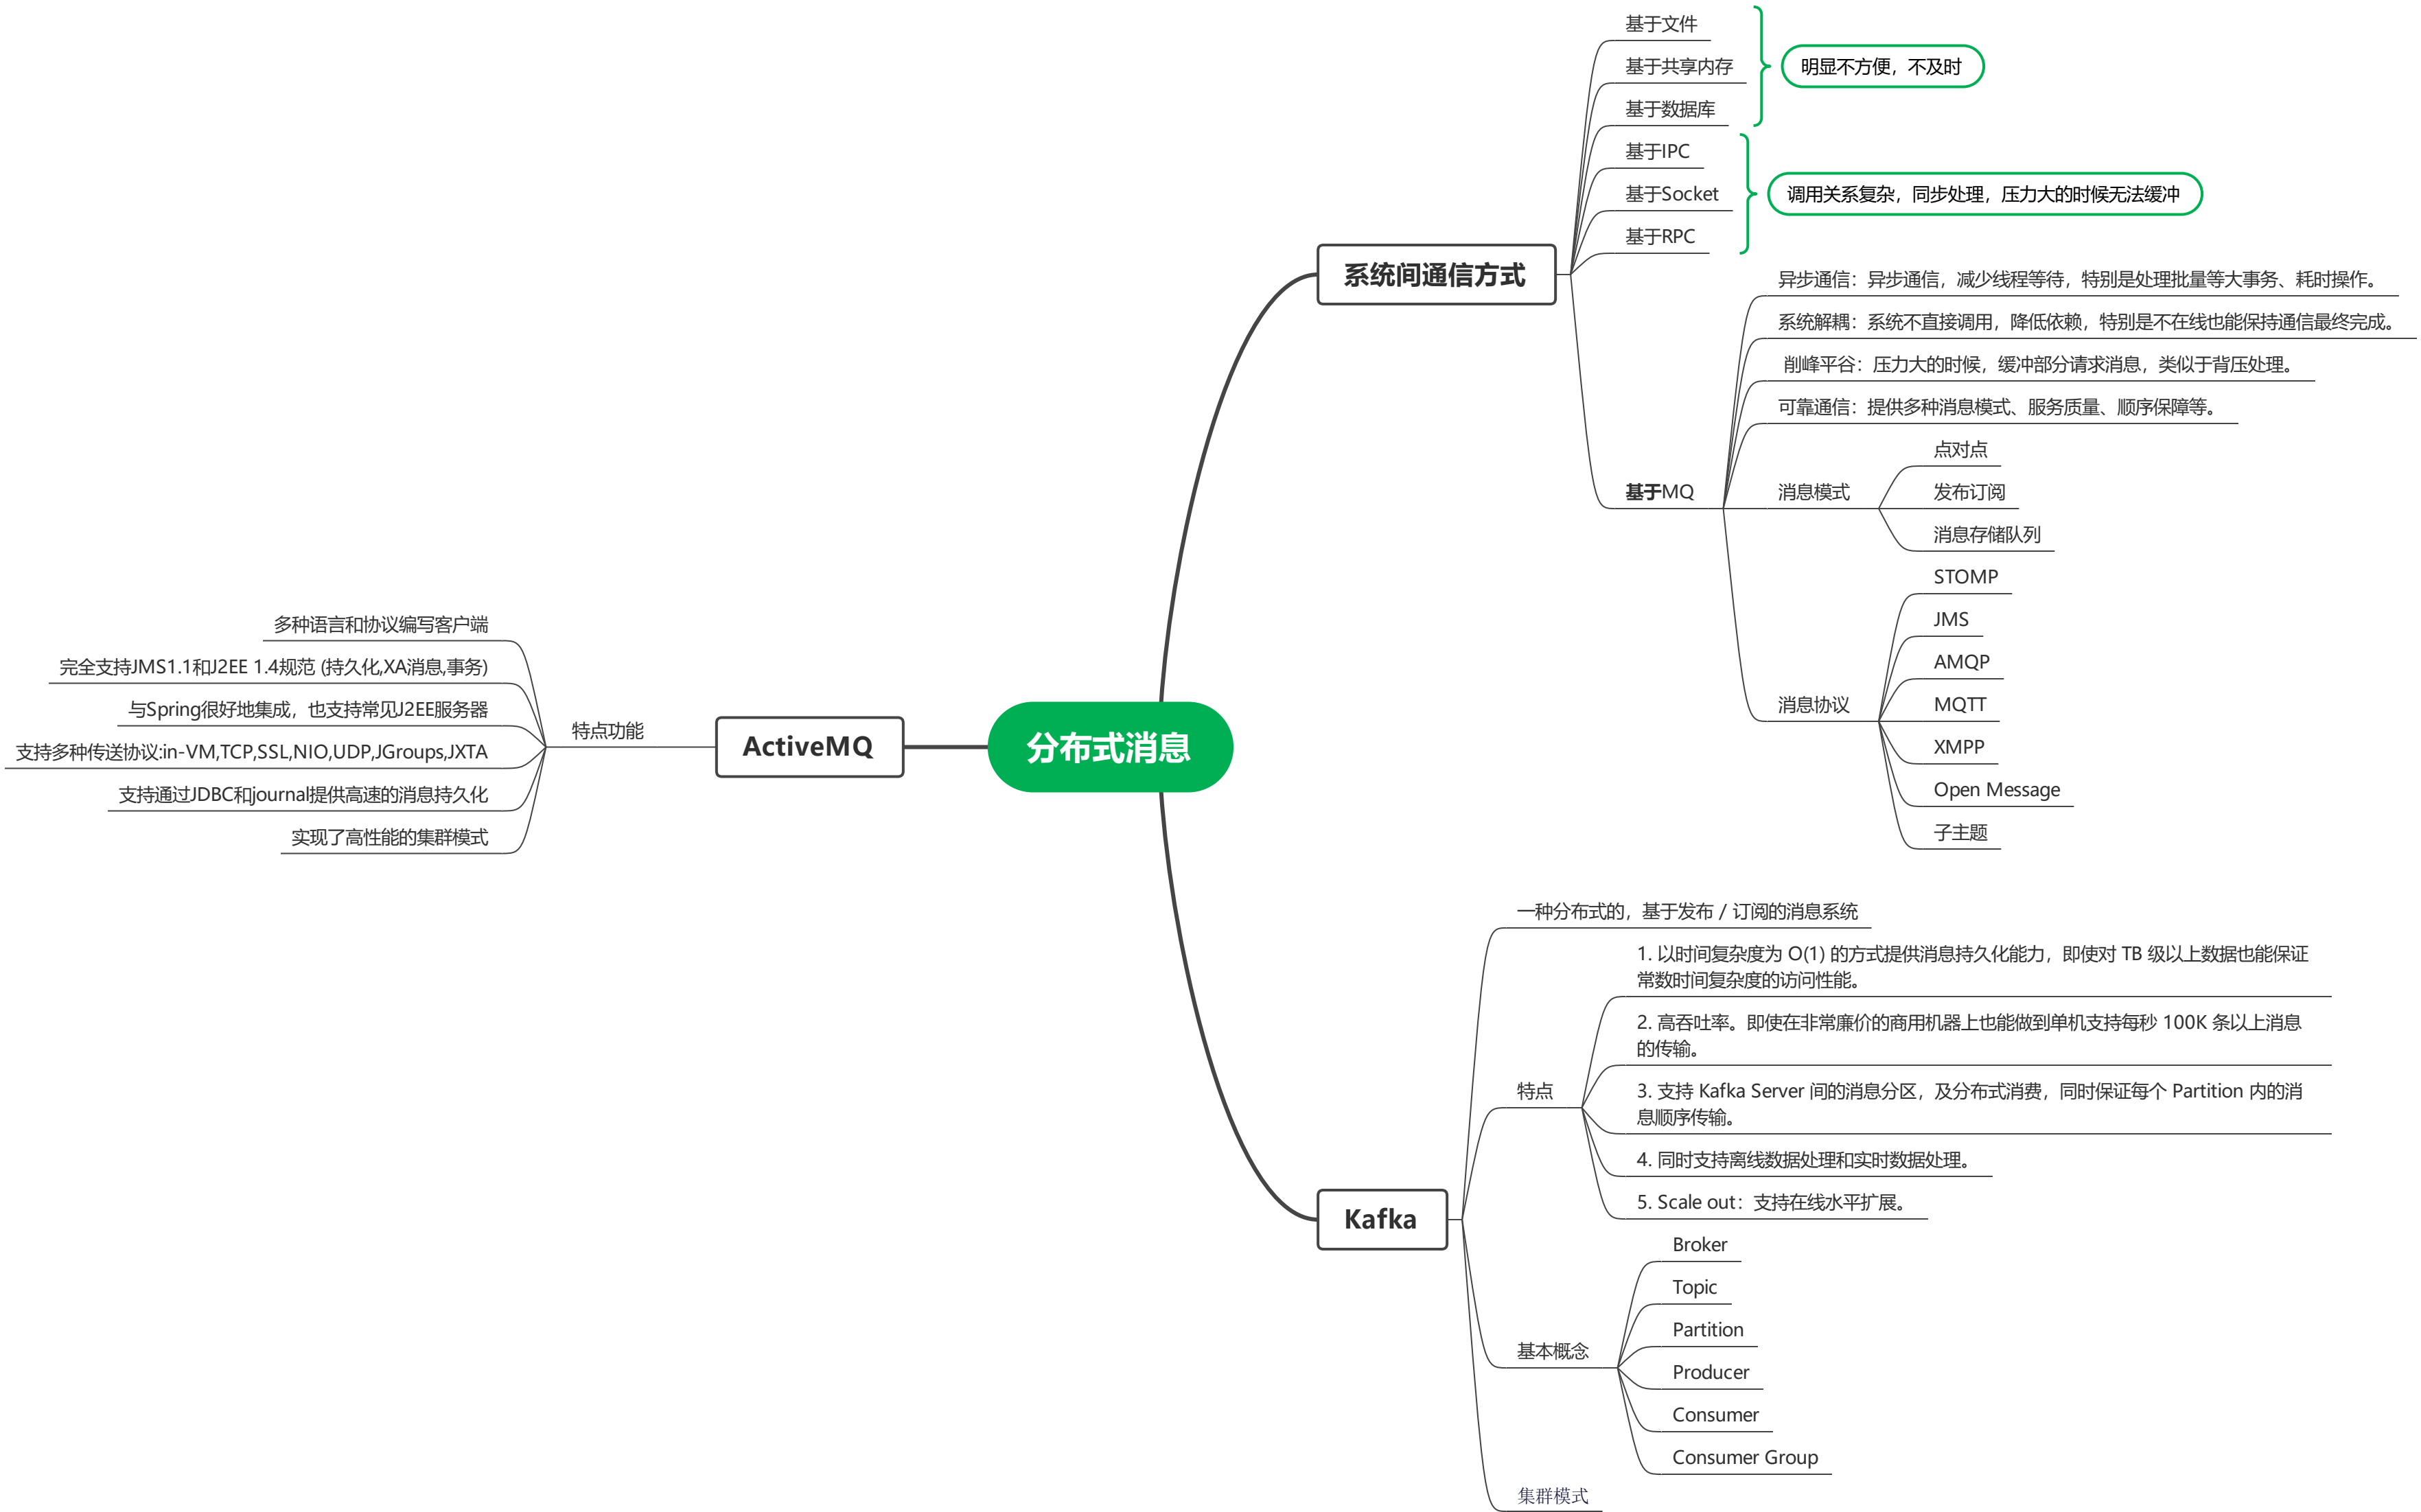 分布式消息
系统间通信方式
基于文件
基于共享内存
基于数据库
明显不方便，不及时
基于IPC
基于Socket
基于RPC
调用关系复杂，同步处理，压力大的时候无法缓冲
基于MQ
异步通信：异步通信，减少线程等待，特别是处理批量等大事务、耗时操作。
系统解耦：系统不直接调用，降低依赖，特别是不在线也能保持通信最终完成。
削峰平谷：压力大的时候，缓冲部分请求消息，类似于背压处理。
可靠通信：提供多种消息模式、服务质量、顺序保障等。
消息模式
点对点
发布订阅
消息存储队列
消息协议
STOMP
JMS
AMQP
MQTT
XMPP
Open Message
子主题
Kafka
一种分布式的，基于发布 / 订阅的消息系统
特点
1. 以时间复杂度为 O(1) 的方式提供消息持久化能力，即使对 TB 级以上数据也能保证
常数时间复杂度的访问性能。
2. 高吞吐率。即使在非常廉价的商用机器上也能做到单机支持每秒 100K 条以上消息
的传输。
3. 支持 Kafka Server 间的消息分区，及分布式消费，同时保证每个 Partition 内的消
息顺序传输。
4. 同时支持离线数据处理和实时数据处理。
5. Scale out：支持在线水平扩展。
基本概念
Broker
Topic
Partition
Producer
Consumer
Consumer Group
集群模式
ActiveMQ
特点功能
多种语言和协议编写客户端
完全支持JMS1.1和J2EE 1.4规范 (持久化,XA消息,事务)
与Spring很好地集成，也支持常见J2EE服务器
支持多种传送协议:in-VM,TCP,SSL,NIO,UDP,JGroups,JXTA
支持通过JDBC和journal提供高速的消息持久化
实现了高性能的集群模式